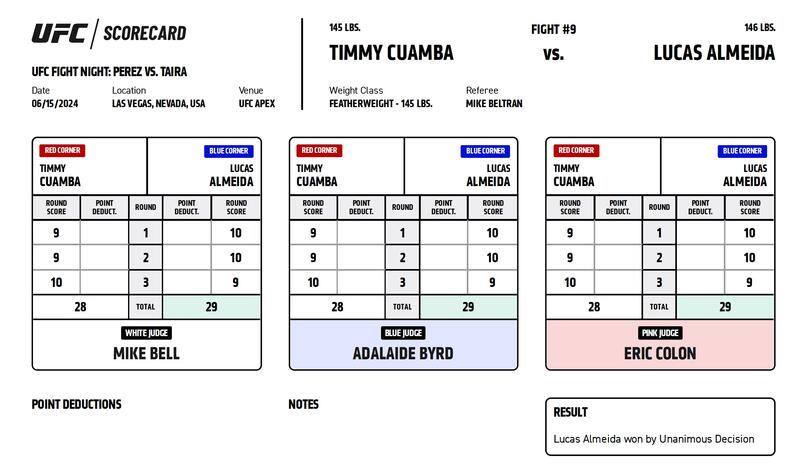 UFC SCORECARD
UFC FIGHT NIGHT: PEREZ VS. TAIRA
Date Location Venue
06/15/2024 LAS VEGAS, NEVADA, USA UFC APEX
145 LBS. FIGHT #9 146 LBS.
TIMMY CUAMBA vs. LUCAS ALMEIDA
Weight Class Referee
FEATHERWEIGHT - 145 LBS. MIKE BELTRAN
RED CORNER BLUE CORNER
TIMMY LUCAS
CUAMBA ALMEIDA
ROUND POINT ROUND POINT ROUND
SCORE DEDUCT. DEDUCT. SCORE
9 1 10
9 2 10
10 3 9
28 TOTAL 29
WHITE JUDGE
MIKE BELL
RED CORNER BLUE CORNER
TIMMY LUCAS
CUAMBA ALMEIDA
ROUND POINT ROUND POINT ROUND
SCORE DEDUCT. DEDUCT. SCORE
9 1 10
9 2 10
10 3 9
28 TOTAL 29
BLUE JUDGE
ADALAIDE BYRD
RED CORNER BLUE CORNER
TIMMY LUCAS
CUAMBA ALMEIDA
ROUND POINT ROUND POINT ROUND
SCORE DEDUCT. DEDUCT. SCORE
9 1 10
9 2 10
10 3 9
28 TOTAL 29
PINK JUDGE
ERIC COLON
POINT DEDUCTIONS
NOTES
RESULT
Lucas Almeida won by Unanimous Decision